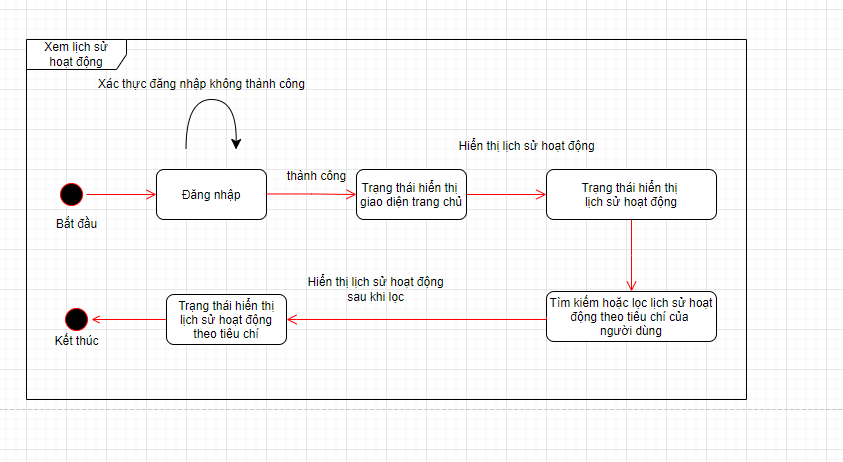 Xem lịch sử
hoạt động
Xác thực đăng nhập không thành công
Hiển thị lịch sử hoạt động
thành công
Đăng nhập
Trạng thái hiển thị
giao diện trang chủ
Trạng thái hiển thị
lịch sử hoạt động
Bắt đầu
Hiển thị lịch sử hoạt động
sau khi lọc
Tìm kiếm hoặc lọc lịch sử hoạt
động theo tiêu chí của
người dùng
Trạng thái hiển thị
lịch sử hoạt động
theo tiêu chí
Kết thúc